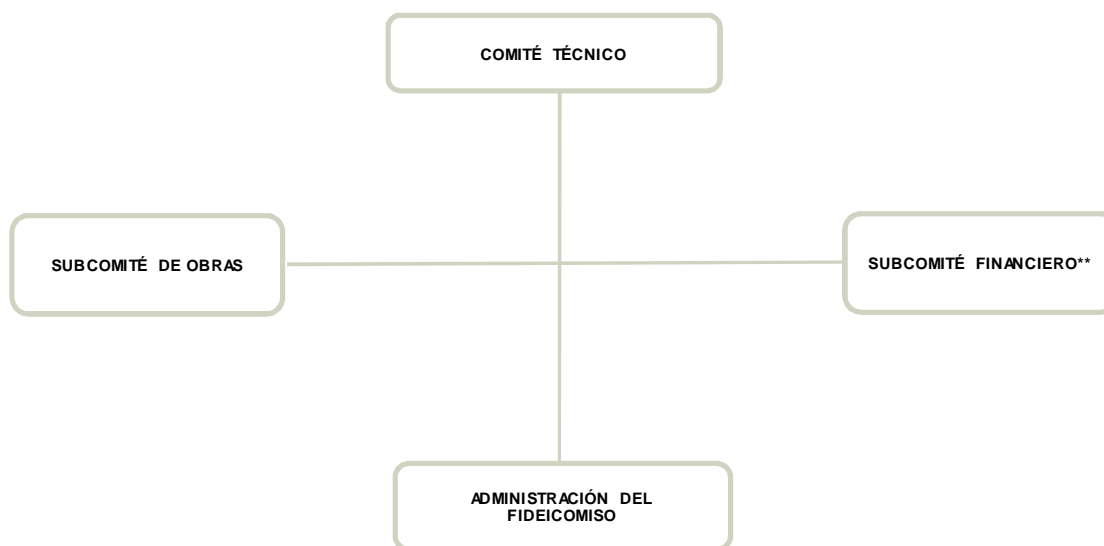 COMITÉ TÉCNICO
SUBCOMITÉ DE OBRAS
SUBCOMITÉ FINANCIERO**
ADMINISTRACIÓN DEL
FIDEICOMISO